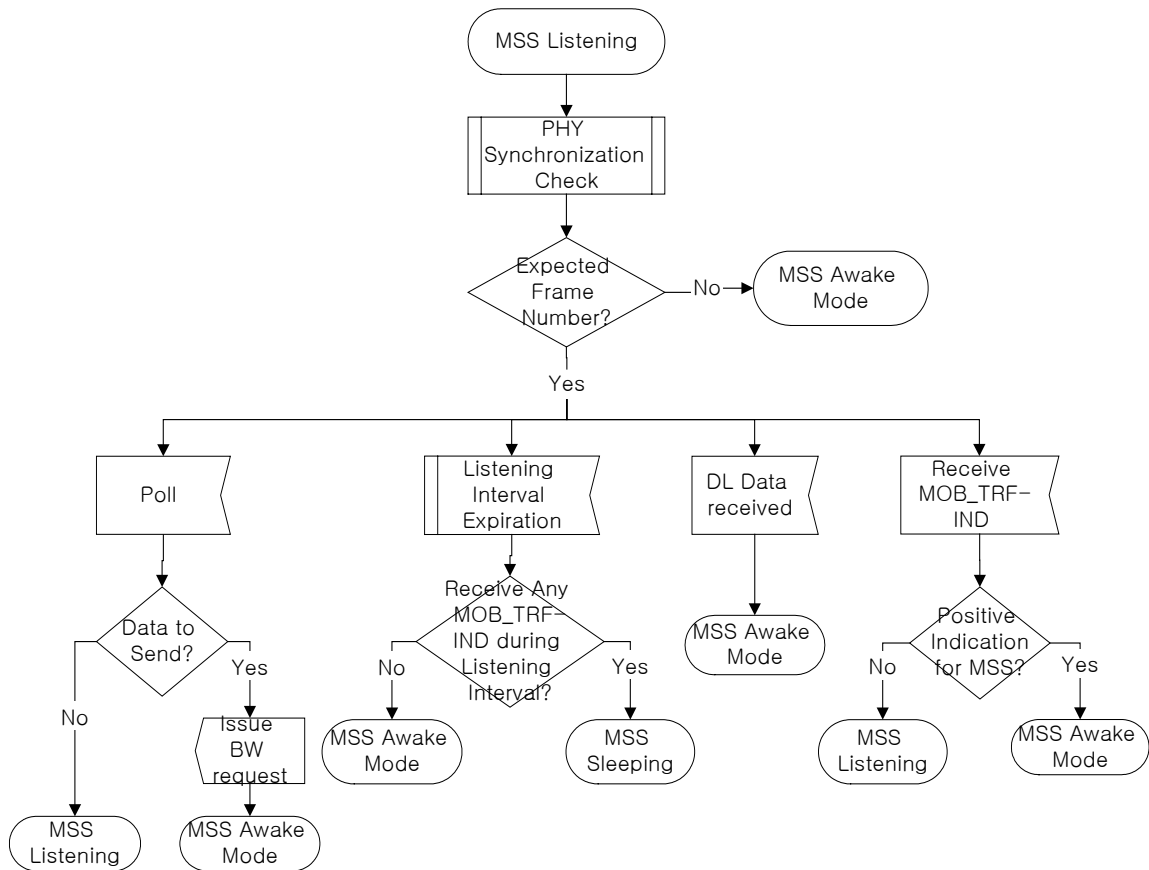 MSS Listening
PHY
Synchronization
Check
Expected
Frame
Number?
No
MSS Awake
Mode
Yes
Poll
Listening
Interval
Expiration
DL Data
received
Receive
MOB_TRF-
IND
Data to
Send?
No
Yes
Issue
BW
request
MSS
Listening
MSS Awake
Mode
Receive Any
MOB_TRF-
IND during
Listening
Interval?
No
Yes
MSS Awake
Mode
MSS
Sleeping
MSS Awake
Mode
Positive
Indication
for MSS?
No
Yes
MSS
Listening
MSS Awake
Mode